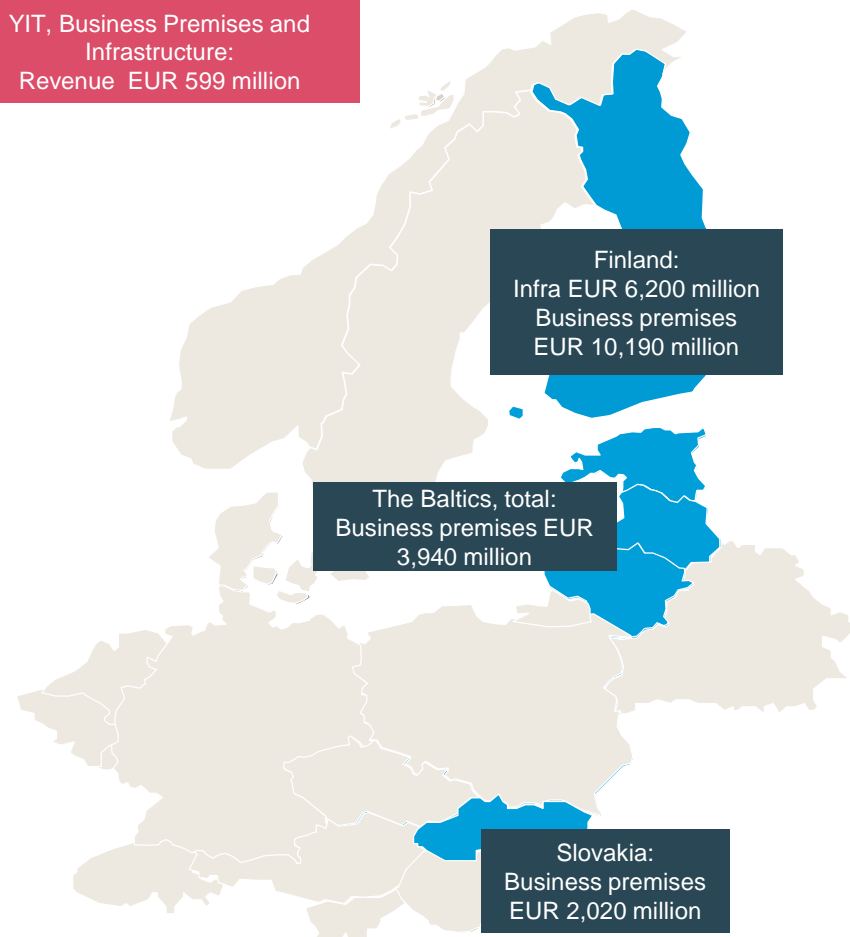 YIT, Business Premises and
Infrastructure:
Revenue EUR 599 million
Finland:
Infra EUR 6,200 million
Business premises
EUR 10,190 million
The Baltics, total:
Business premises EUR
3,940 million
Slovakia:
Business premises
EUR 2,020 million